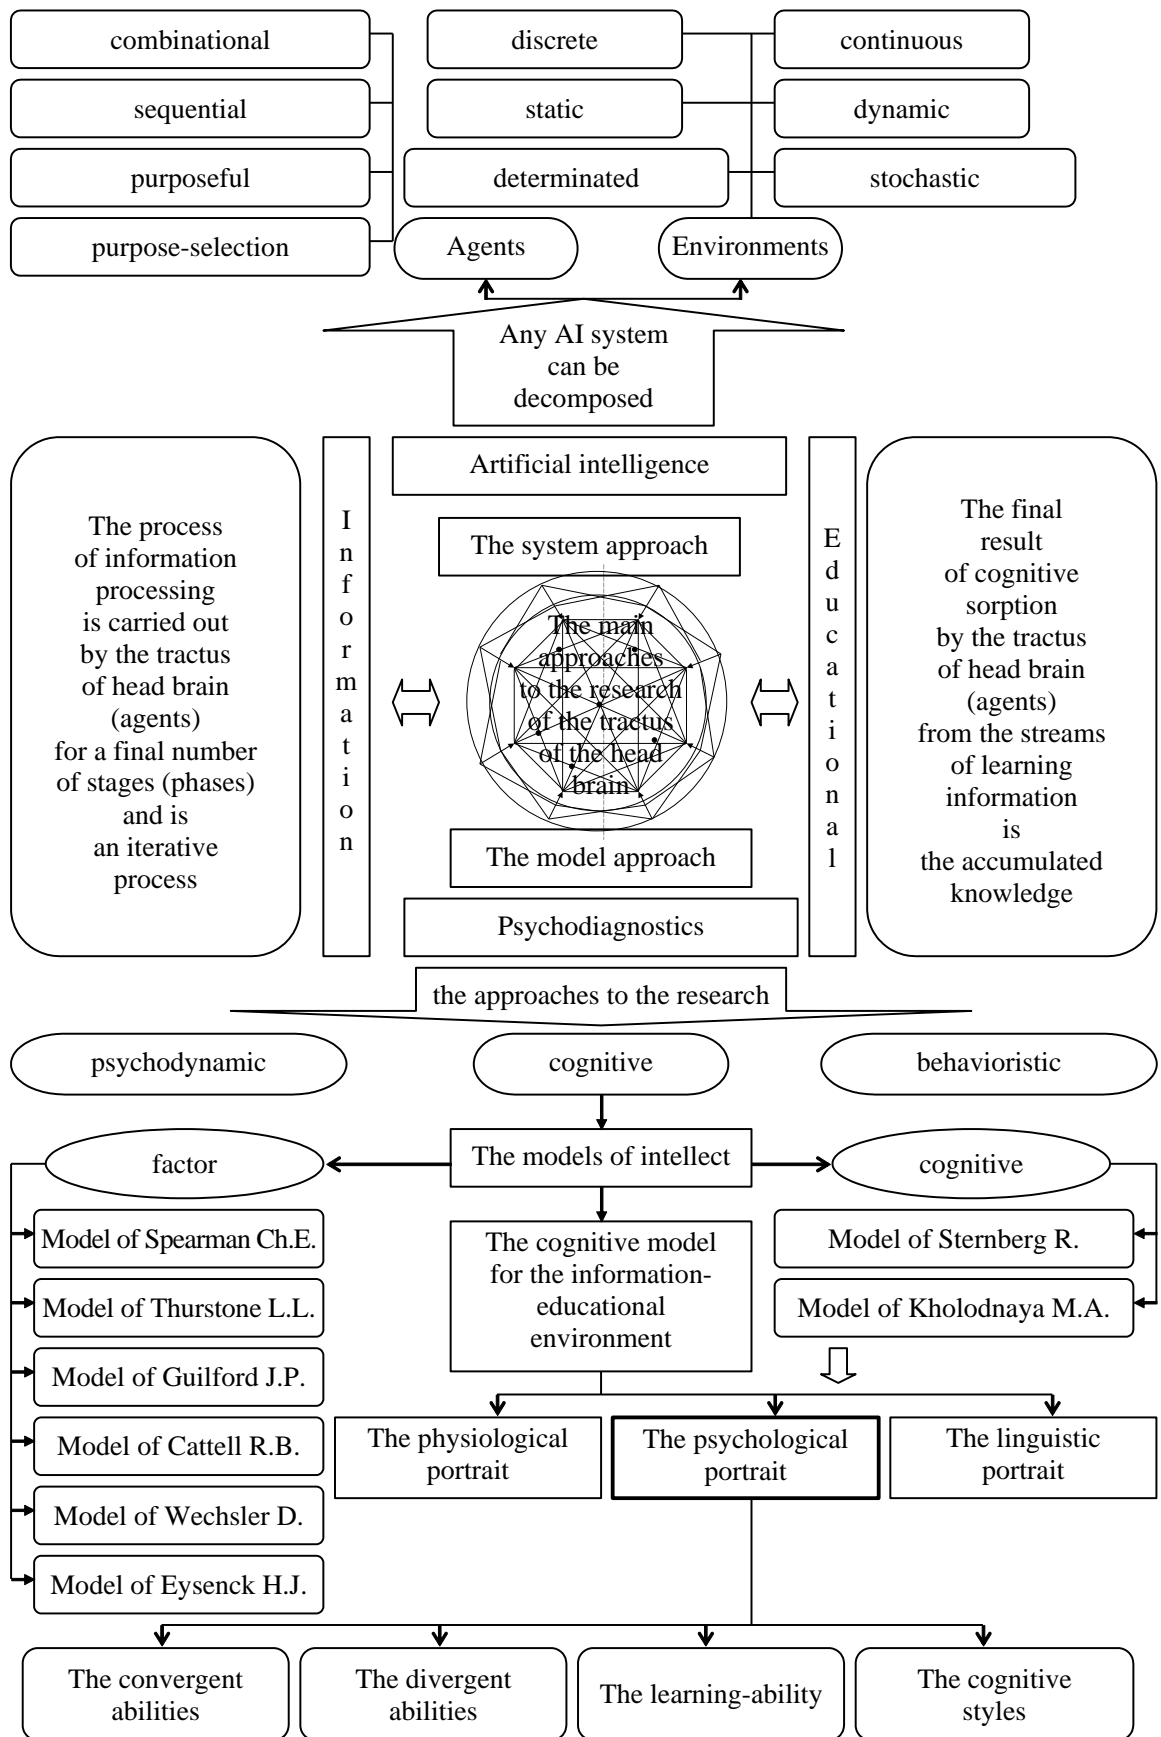 combinational
discrete
continuous
sequential
static
dynamic
purposeful
determinated
stochastic
purpose-selection
Agents
Environments
Any AI system
can be
decomposed
The process
of information
processing
is carried out
by the tractus
of head brain
(agents)
for a final number
of stages (phases)
and is
an iterative
process
Information
Artificial intelligence
The system approach
The main
approaches
to the research
of the tractus
of the head
brain
The model approach
Psychodiagnostics
Educational
The final
result
of cognitive
sorption
by the tractus
of head brain
(agents)
from the streams
of learning
information
is
the accumulated
knowledge
the approaches to the research
psychodynamic
cognitive
behavioristic
factor
The models of intellect
cognitive
Model of Spearman Ch.E.
Model of Thurstone L.L.
Model of Guilford J.P.
Model of Cattell R.B.
Model of Wechsler D.
Model of Eysenck H.J.
The cognitive model
for the information-
educational
environment
Model of Sternberg R.
Model of Kholodnaya M.A.
The physiological
portrait
The psychological
portrait
The linguistic
portrait
The convergent
abilities
The divergent
abilities
The learning-ability
The cognitive
styles